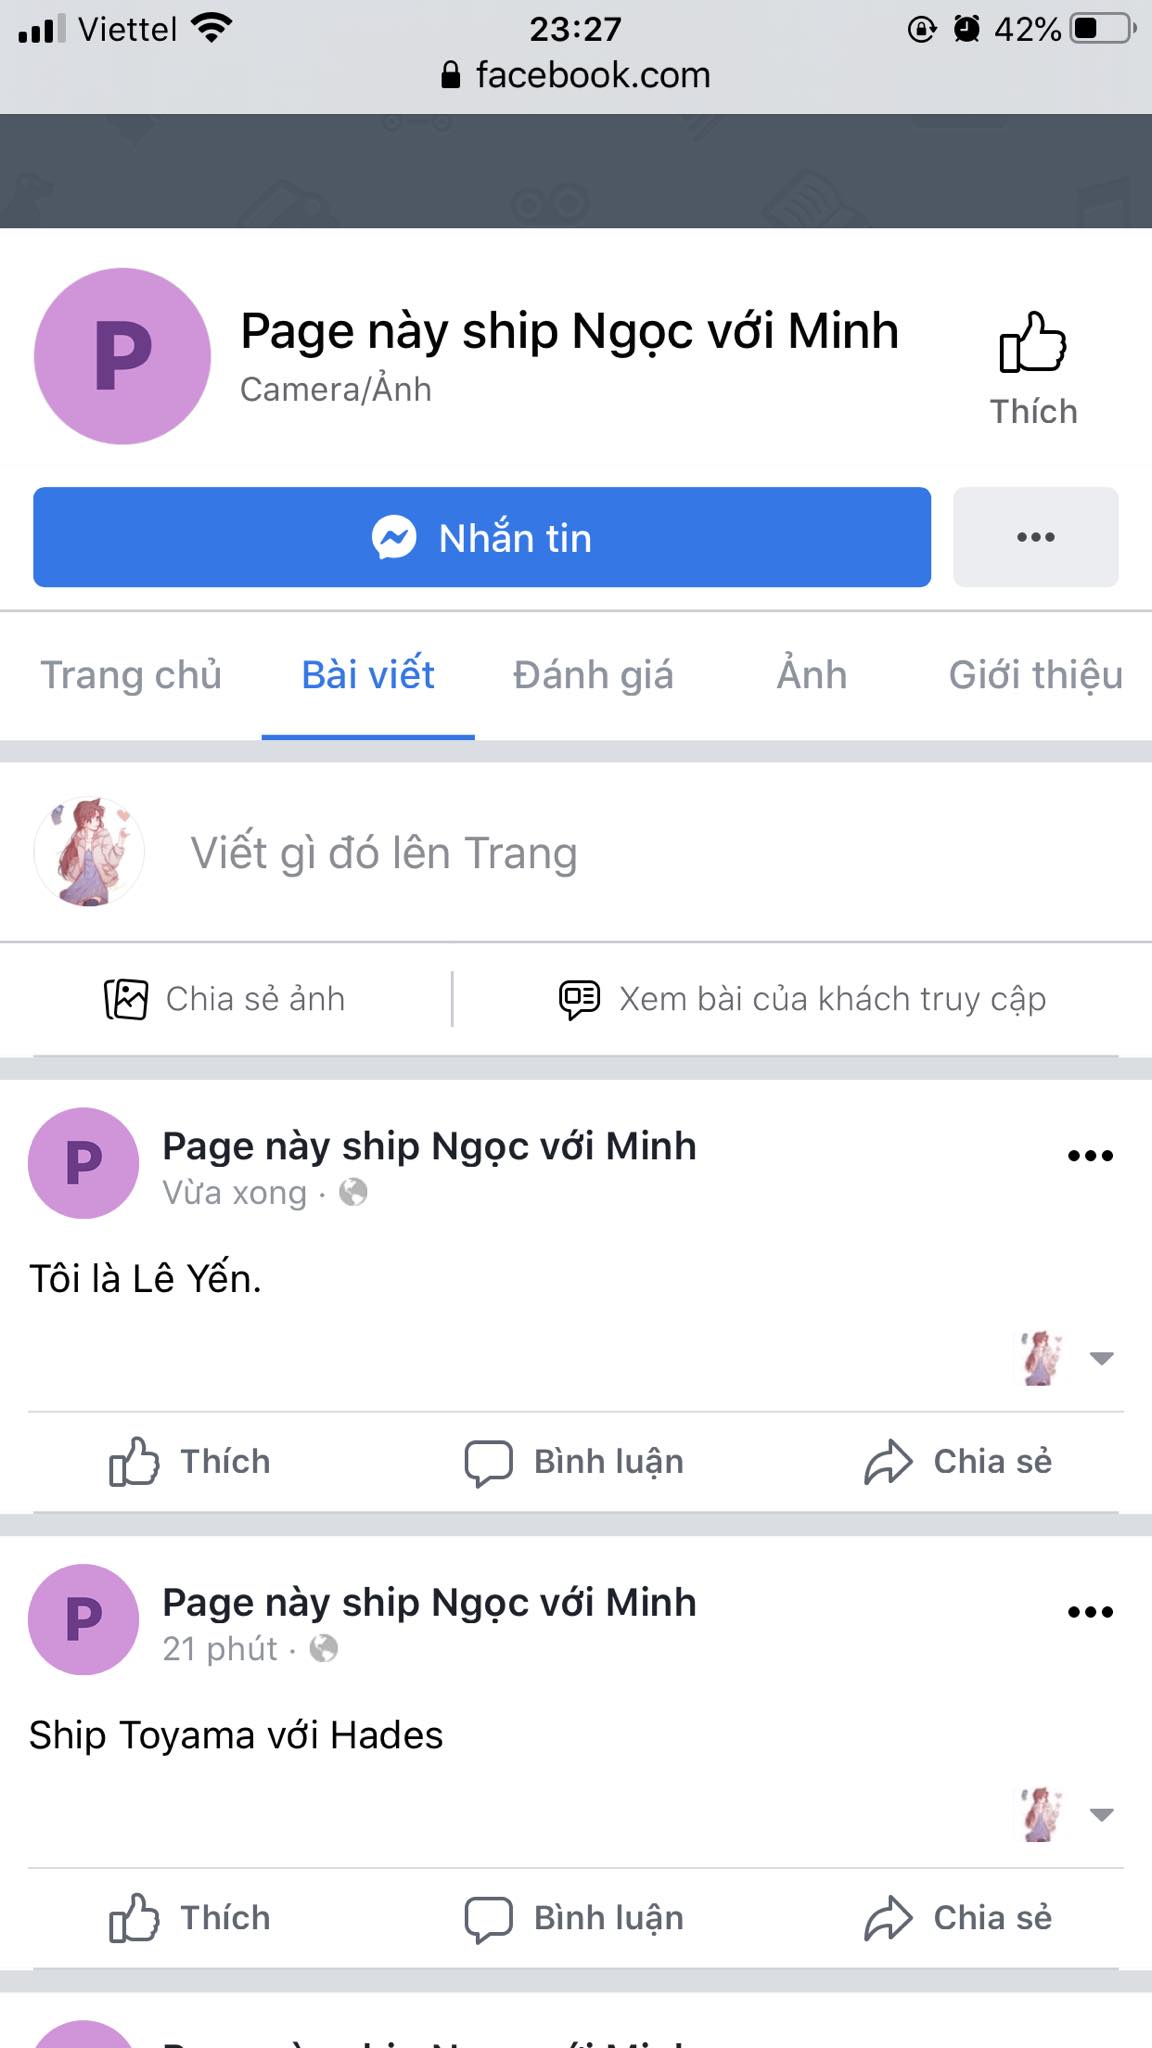 Viettel 23:27 42%
facebook.com
P
Page này ship Ngọc với Minh
Camera/Ảnh
Thích
Nhắn tin
Trang chủ Bài viết Đánh giá Ảnh Giới thiệu
Viết gì đó lên Trang
Chia sẻ ảnh Xem bài của khách truy cập
P
Page này ship Ngọc với Minh
Vừa xong ·
Tôi là Lê Yến.
Thích Bình luận Chia sẻ
P
Page này ship Ngọc với Minh
21 phút ·
Ship Toyama với Hades
Thích Bình luận Chia sẻ